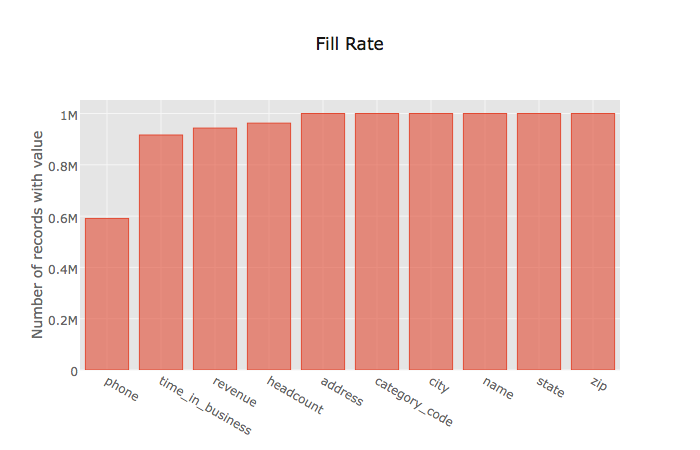 Fill Rate
Number of records with value
1M
0.8M
0.6M
0.4M
0.2M
0
phone
time_in_business
revenue
headcount
address
category_code
city
name
state
zip